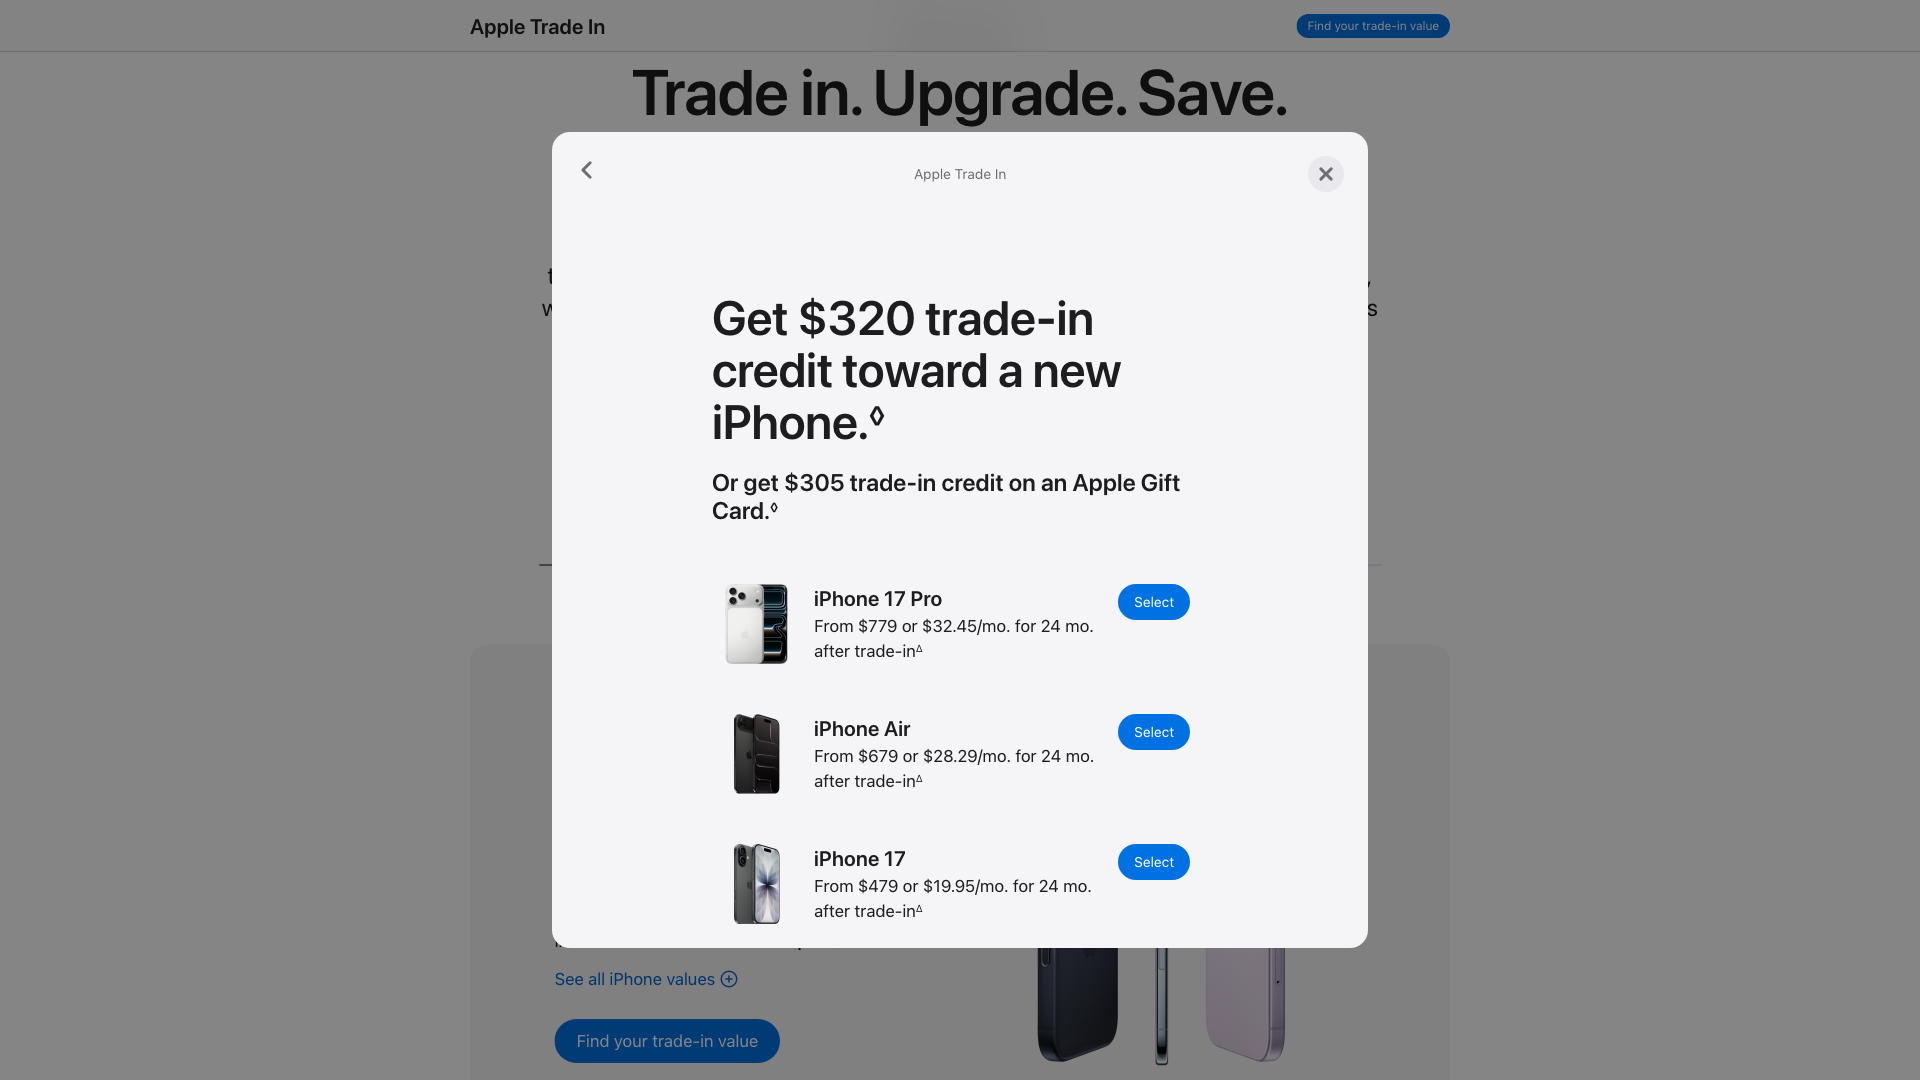 Apple Trade In
Find your trade-in value
Trade in. Upgrade. Save.
Apple Trade In
Get $320 trade-in
credit toward a new
iPhone.◊
Or get $305 trade-in credit on an Apple Gift
Card.◊
iPhone 17 Pro
Select
From $779 or $32.45/mo. for 24 mo.
after trade-in∆
iPhone Air
Select
From $679 or $28.29/mo. for 24 mo.
after trade-in∆
iPhone 17
Select
From $479 or $19.95/mo. for 24 mo.
after trade-in∆
See all iPhone values
Find your trade-in value